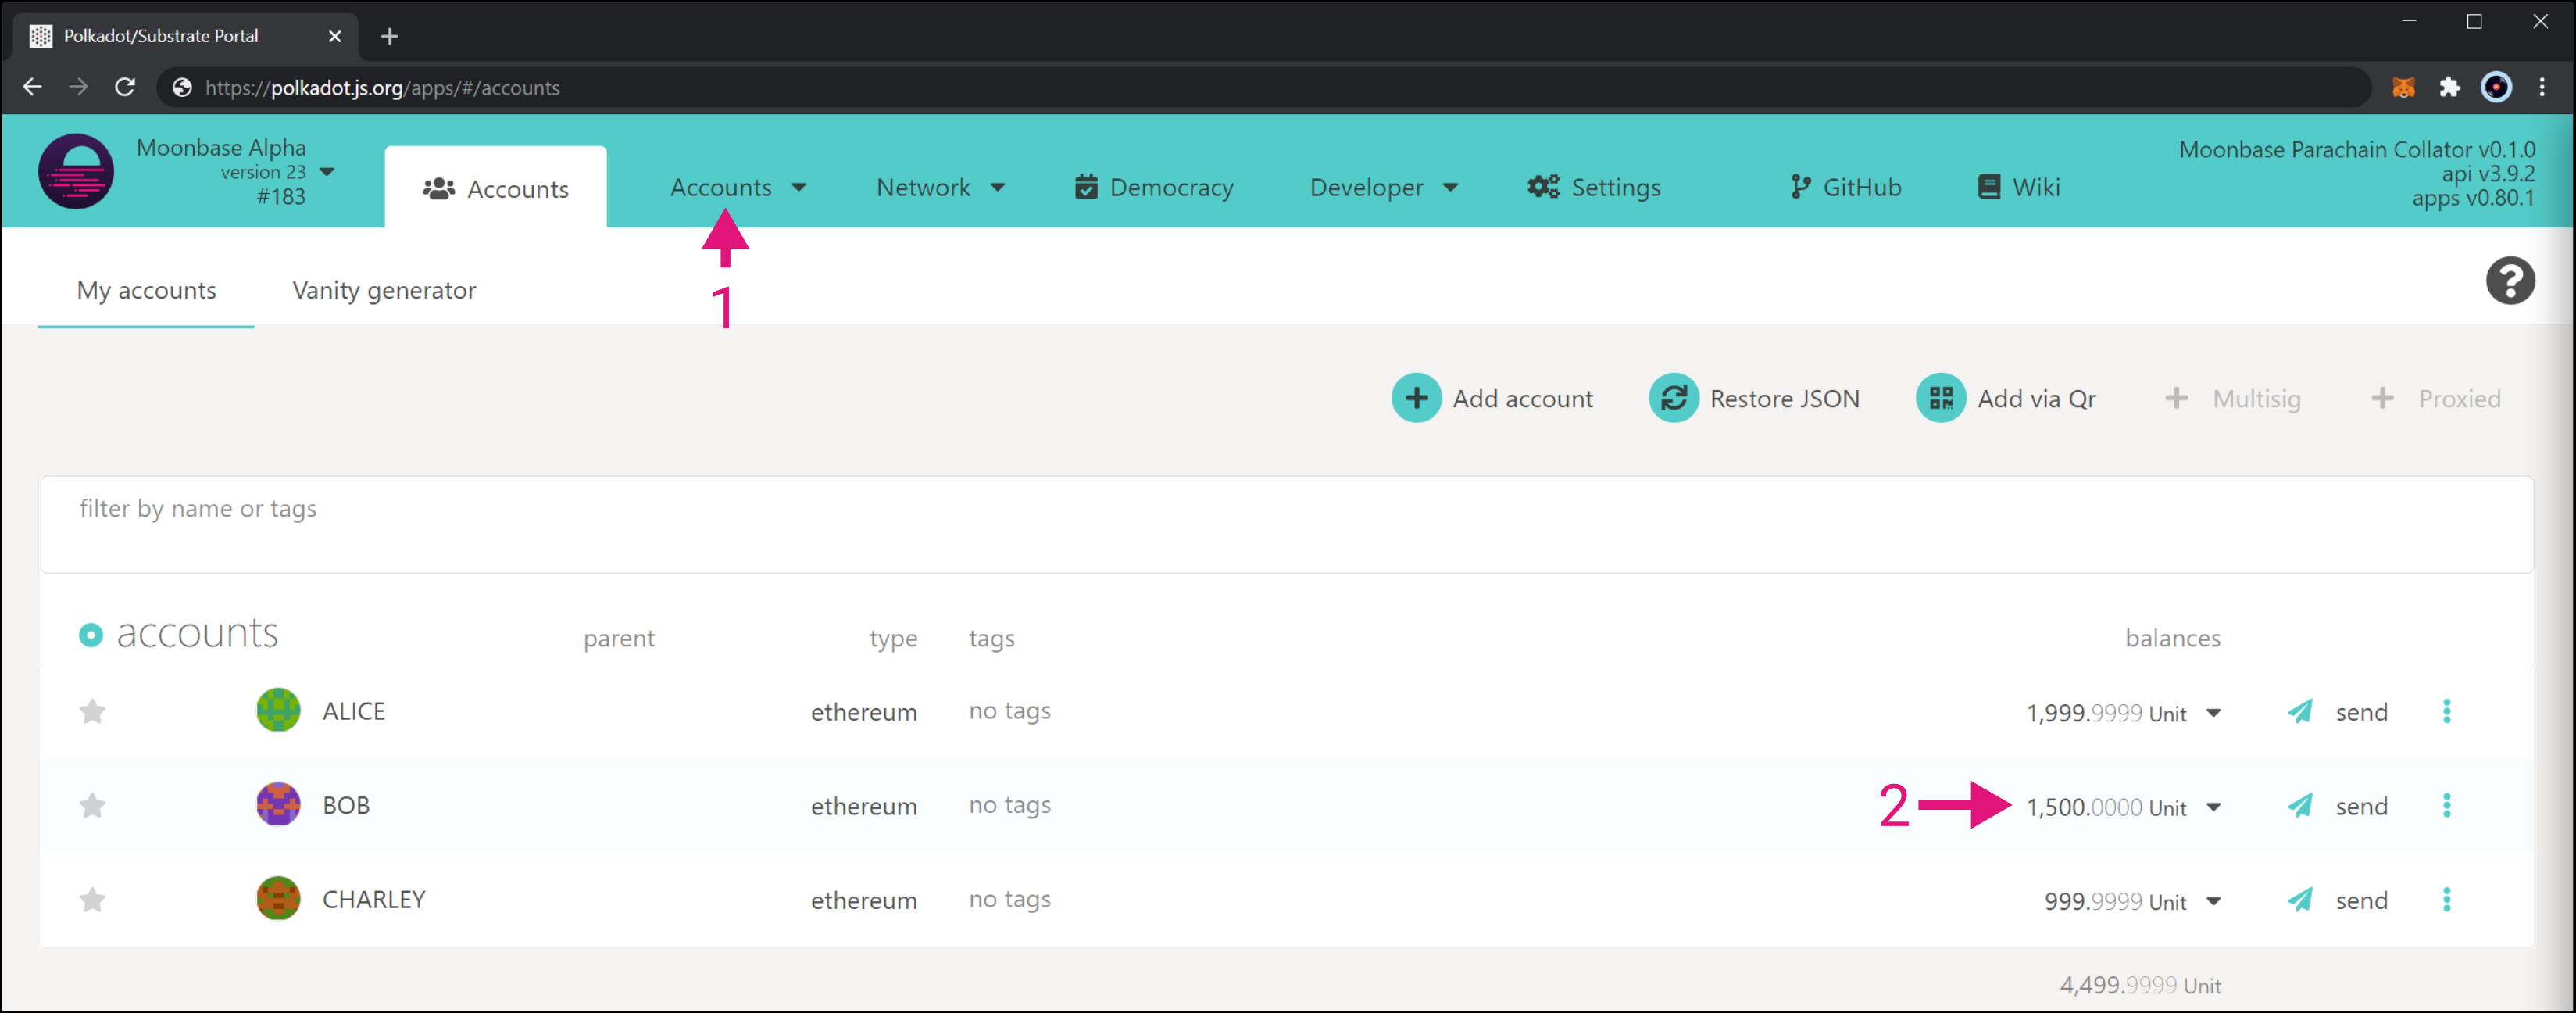 Polkadot/Substrate Portal
https://polkadot.js.org/apps/#/accounts
Moonbase Alpha
version 23
#183
Accounts
Accounts
Network
Democracy
Developer
Settings
GitHub
Wiki
Moonbase Parachain Collator v0.1.0
api v3.9.2
apps v0.80.1
1
My accounts
Vanity generator
Add account
Restore JSON
Add via Qr
Multisig
Proxied
filter by name or tags
accounts parent type tags balances
ALICE ethereum no tags 1,999.9999 Unit send
BOB ethereum no tags 2 1,500.0000 Unit send
CHARLEY ethereum no tags 999.9999 Unit send
4,499.9999 Unit